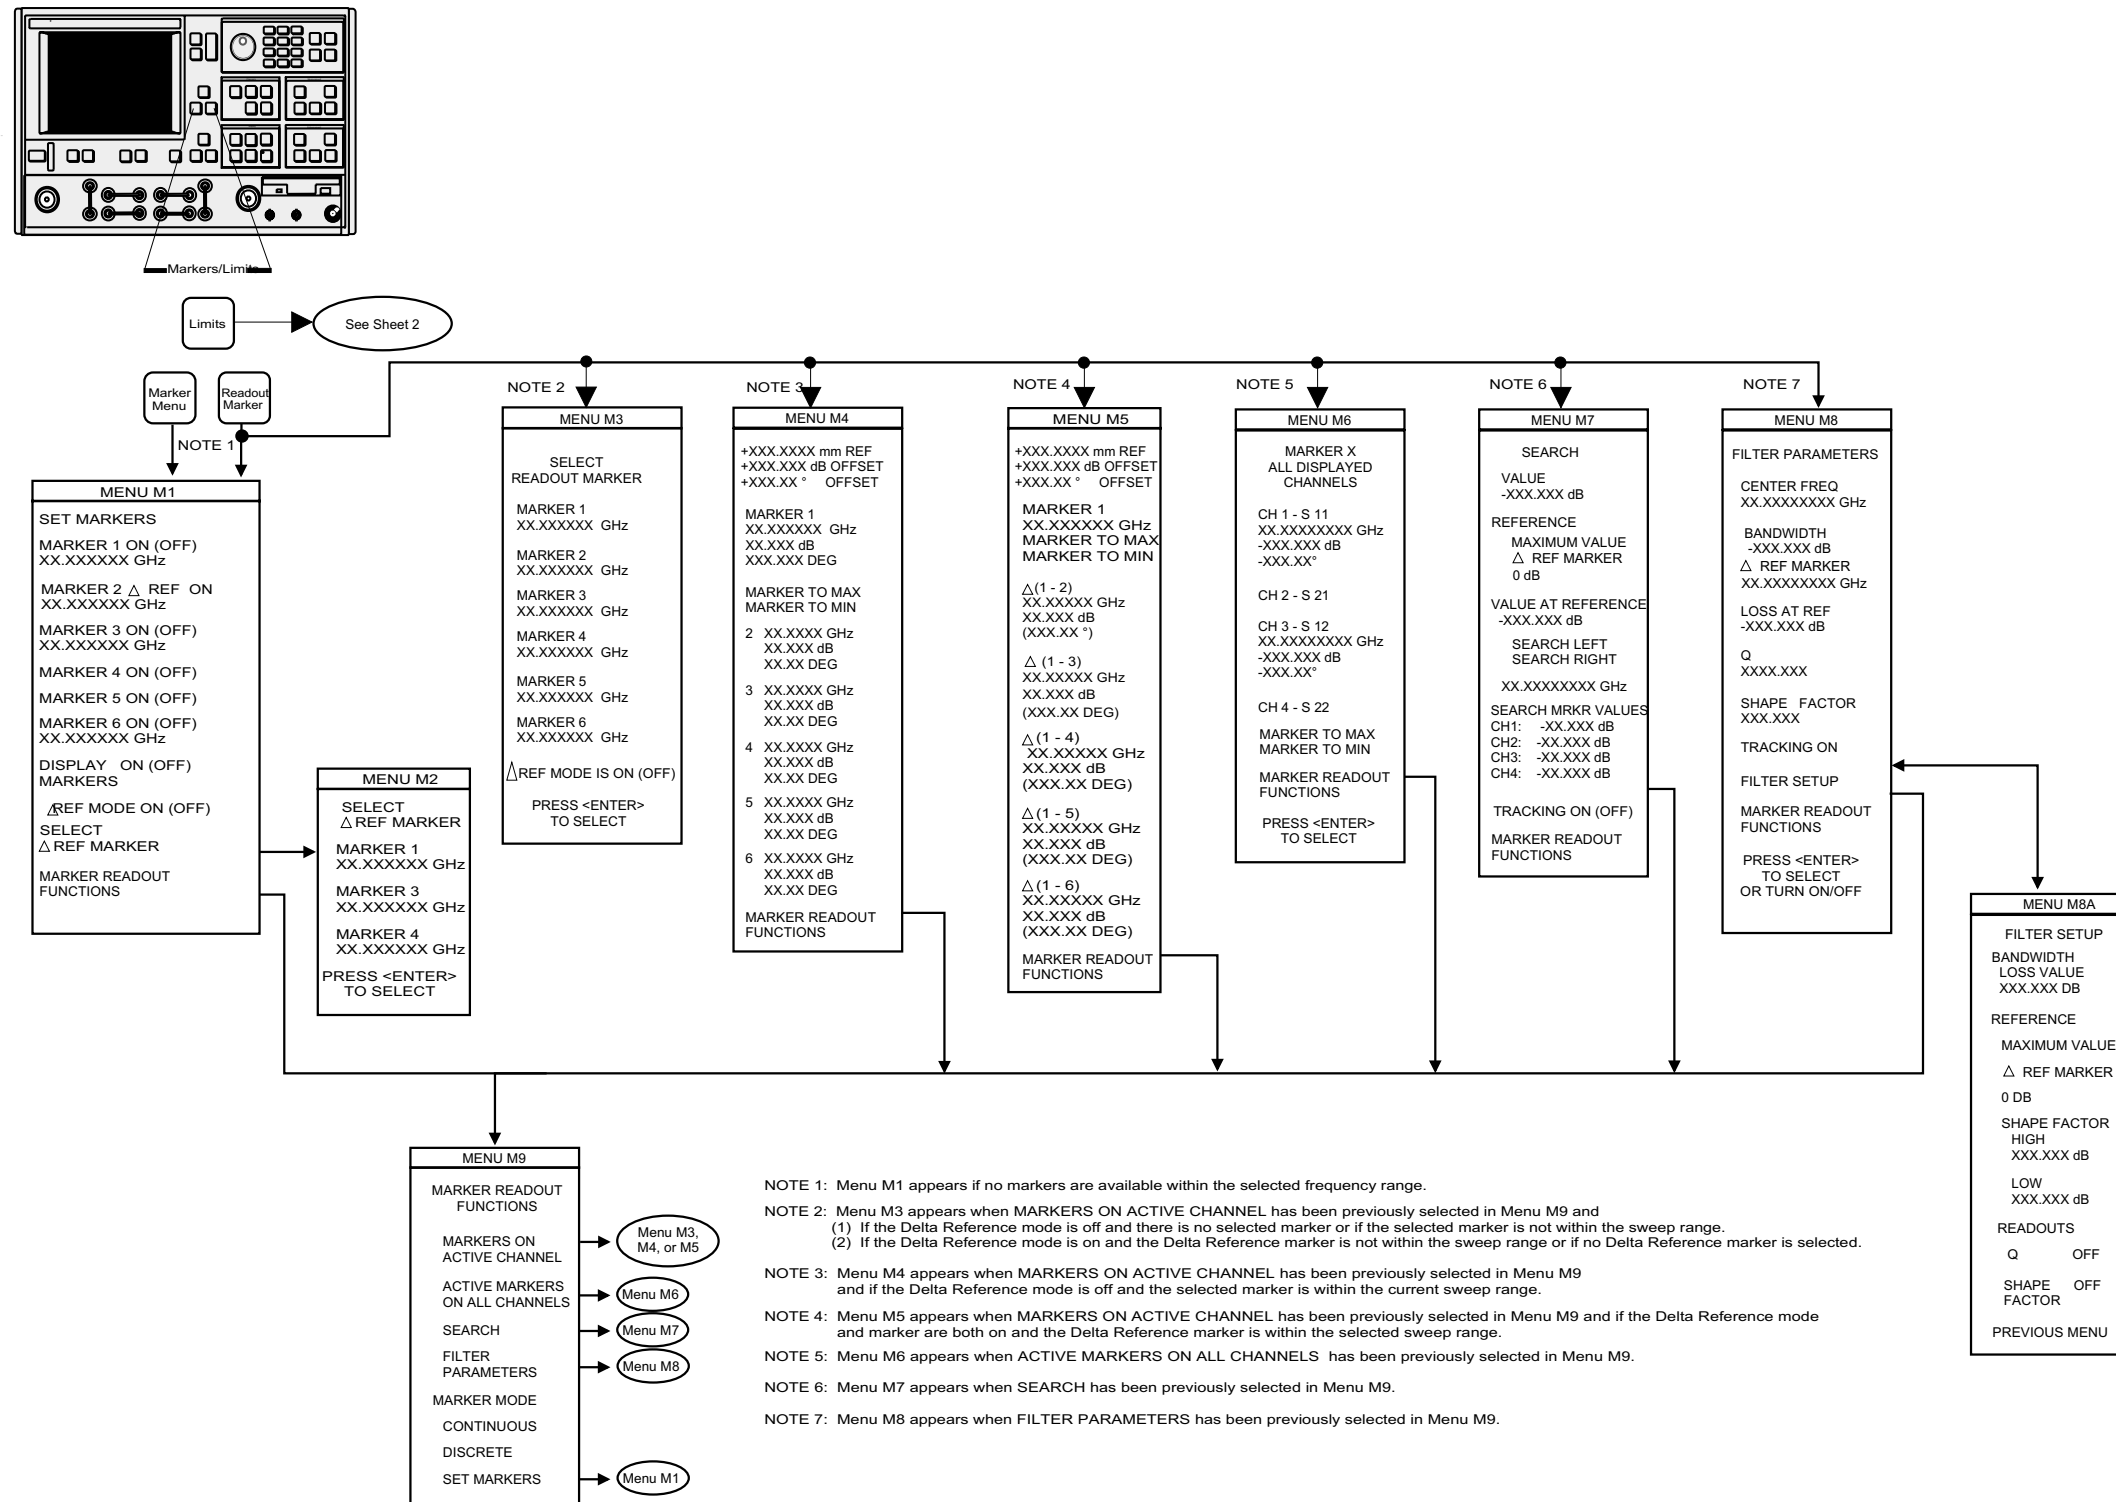 Markers/Limits
Limits
See Sheet 2
Marker
Menu
Readout
Marker
NOTE 1
NOTE 2
NOTE 3
NOTE 4
NOTE 5
NOTE 6
NOTE 7
MENU M1
SET MARKERS
MARKER 1 ON (OFF)
XX.XXXXXX GHz
MARKER 2 △ REF ON
XX.XXXXXX GHz
MARKER 3 ON (OFF)
XX.XXXXXX GHz
MARKER 4 ON (OFF)
MARKER 5 ON (OFF)
MARKER 6 ON (OFF)
XX.XXXXXX GHz
DISPLAY ON (OFF)
MARKERS
△REF MODE ON (OFF)
SELECT
△ REF MARKER
MARKER READOUT
FUNCTIONS
MENU M2
SELECT
△ REF MARKER
MARKER 1
XX.XXXXXX GHz
MARKER 3
XX.XXXXXX GHz
MARKER 4
XX.XXXXXX GHz
PRESS <ENTER>
TO SELECT
MENU M3
SELECT
READOUT MARKER
MARKER 1
XX.XXXXXX GHz
MARKER 2
XX.XXXXXX GHz
MARKER 3
XX.XXXXXX GHz
MARKER 4
XX.XXXXXX GHz
MARKER 5
XX.XXXXXX GHz
MARKER 6
XX.XXXXXX GHz
△REF MODE IS ON (OFF)
PRESS <ENTER>
TO SELECT
MENU M4
+XXX.XXXX mm REF
+XXX.XXX dB OFFSET
+XXX.XX ° OFFSET
MARKER 1
XX.XXXXXX GHz
XX.XXX dB
XXX.XXX DEG
MARKER TO MAX
MARKER TO MIN
2 XX.XXXX GHz
XX.XXX dB
XX.XX DEG
3 XX.XXXX GHz
XX.XXX dB
XX.XX DEG
4 XX.XXXX GHz
XX.XXX dB
XX.XX DEG
5 XX.XXXX GHz
XX.XXX dB
XX.XX DEG
6 XX.XXXX GHz
XX.XXX dB
XX.XX DEG
MARKER READOUT
FUNCTIONS
MENU M5
+XXX.XXXX mm REF
+XXX.XXX dB OFFSET
+XXX.XX ° OFFSET
MARKER 1
XX.XXXXXX GHz
MARKER TO MAX
MARKER TO MIN
△(1 - 2)
XX.XXXXX GHz
XX.XXX dB
(XXX.XX °)
△ (1 - 3)
XX.XXXXX GHz
XX.XXX dB
(XXX.XX DEG)
△(1 - 4)
XX.XXXXX GHz
XX.XXX dB
(XXX.XX DEG)
△(1 - 5)
XX.XXXXX GHz
XX.XXX dB
(XXX.XX DEG)
△(1 - 6)
XX.XXXXX GHz
XX.XXX dB
(XXX.XX DEG)
MARKER READOUT
FUNCTIONS
MENU M6
MARKER X
ALL DISPLAYED
CHANNELS
CH 1 - S 11
XX.XXXXXXXX GHz
-XXX.XXX dB
-XXX.XX°
CH 2 - S 21
CH 3 - S 12
XX.XXXXXXXX GHz
-XXX.XXX dB
-XXX.XX°
CH 4 - S 22
MARKER TO MAX
MARKER TO MIN
MARKER READOUT
FUNCTIONS
PRESS <ENTER>
TO SELECT
MENU M7
SEARCH
VALUE
-XXX.XXX dB
REFERENCE
MAXIMUM VALUE
△ REF MARKER
0 dB
VALUE AT REFERENCE
-XXX.XXX dB
SEARCH LEFT
SEARCH RIGHT
XX.XXXXXXXX GHz
SEARCH MRKR VALUES
CH1: -XX.XXX dB
CH2: -XX.XXX dB
CH3: -XX.XXX dB
CH4: -XX.XXX dB
TRACKING ON (OFF)
MARKER READOUT
FUNCTIONS
MENU M8
FILTER PARAMETERS
CENTER FREQ
XX.XXXXXXXX GHz
BANDWIDTH
-XXX.XXX dB
△ REF MARKER
XX.XXXXXXXX GHz
LOSS AT REF
-XXX.XXX dB
Q
XXXX.XXX
SHAPE FACTOR
XXX.XXX
TRACKING ON
FILTER SETUP
MARKER READOUT
FUNCTIONS
PRESS <ENTER>
TO SELECT
OR TURN ON/OFF
MENU M8A
FILTER SETUP
BANDWIDTH
LOSS VALUE
XXX.XXX DB
REFERENCE
MAXIMUM VALUE
△ REF MARKER
0 DB
SHAPE FACTOR
HIGH
XXX.XXX dB
LOW
XXX.XXX dB
READOUTS
Q OFF
SHAPE OFF
FACTOR
PREVIOUS MENU
MENU M9
MARKER READOUT
FUNCTIONS
MARKERS ON
ACTIVE CHANNEL
Menu M3,
M4, or M5
ACTIVE MARKERS
ON ALL CHANNELS
Menu M6
SEARCH
Menu M7
FILTER
PARAMETERS
Menu M8
MARKER MODE
CONTINUOUS
DISCRETE
SET MARKERS
Menu M1
NOTE 1: Menu M1 appears if no markers are available within the selected frequency range.
NOTE 2: Menu M3 appears when MARKERS ON ACTIVE CHANNEL has been previously selected in Menu M9 and
(1) If the Delta Reference mode is off and there is no selected marker or if the selected marker is not within the sweep range.
(2) If the Delta Reference mode is on and the Delta Reference marker is not within the sweep range or if no Delta Reference marker is selected.
NOTE 3: Menu M4 appears when MARKERS ON ACTIVE CHANNEL has been previously selected in Menu M9
and if the Delta Reference mode is off and the selected marker is within the current sweep range.
NOTE 4: Menu M5 appears when MARKERS ON ACTIVE CHANNEL has been previously selected in Menu M9 and if the Delta Reference mode
and marker are both on and the Delta Reference marker is within the selected sweep range.
NOTE 5: Menu M6 appears when ACTIVE MARKERS ON ALL CHANNELS has been previously selected in Menu M9.
NOTE 6: Menu M7 appears when SEARCH has been previously selected in Menu M9.
NOTE 7: Menu M8 appears when FILTER PARAMETERS has been previously selected in Menu M9.